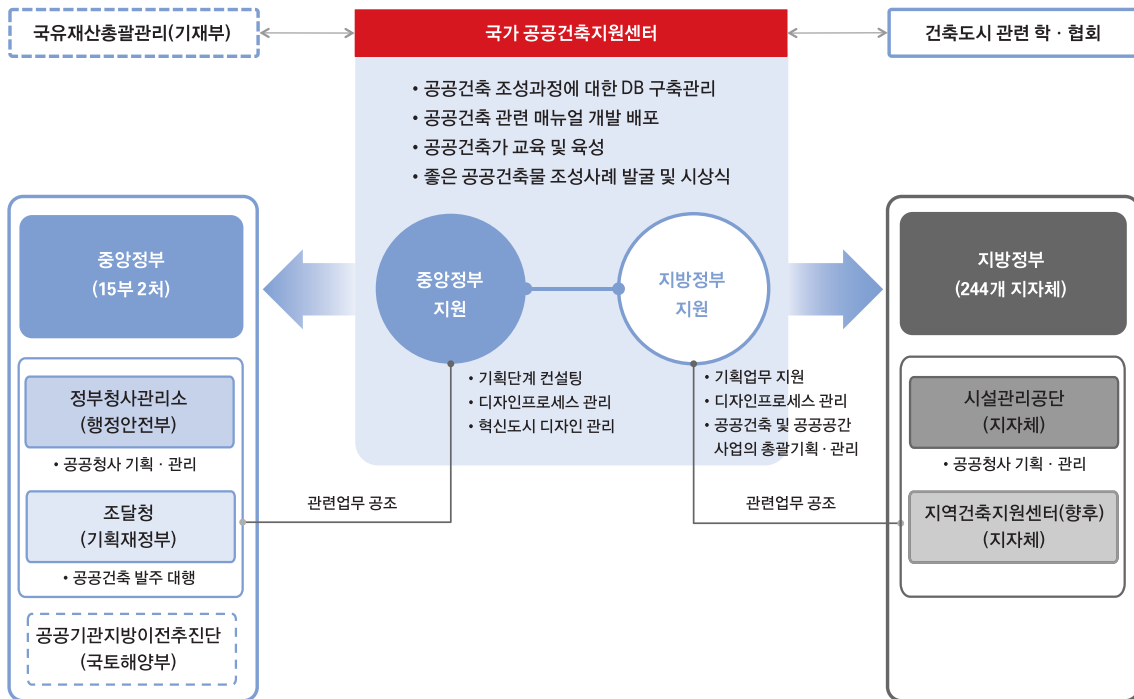 국유재산총괄관리(기재부)
국가 공공건축지원센터
건축도시 관련 학 · 협회
• 공공건축 조성과정에 대한 DB 구축관리
• 공공건축 관련 매뉴얼 개발 배포
• 공공건축가 교육 및 육성
• 좋은 공공건축물 조성사례 발굴 및 시상식
중앙정부
(15부 2처)
중앙정부
지원
지방정부
지원
지방정부
(244개 지자체)
• 기획단계 컨설팅
• 디자인프로세스 관리
• 혁신도시 디자인 관리
• 기획업무 지원
• 디자인프로세스 관리
• 공공건축 및 공공공간
사업의 총괄기획 · 관리
정부청사관리소
(행정안전부)
• 공공청사 기획 · 관리
조달청
(기획재정부)
• 공공건축 발주 대행
공공기관지방이전추진단
(국토해양부)
관련업무 공조
관련업무 공조
시설관리공단
(지자체)
• 공공청사 기획 · 관리
지역건축지원센터(향후)
(지자체)